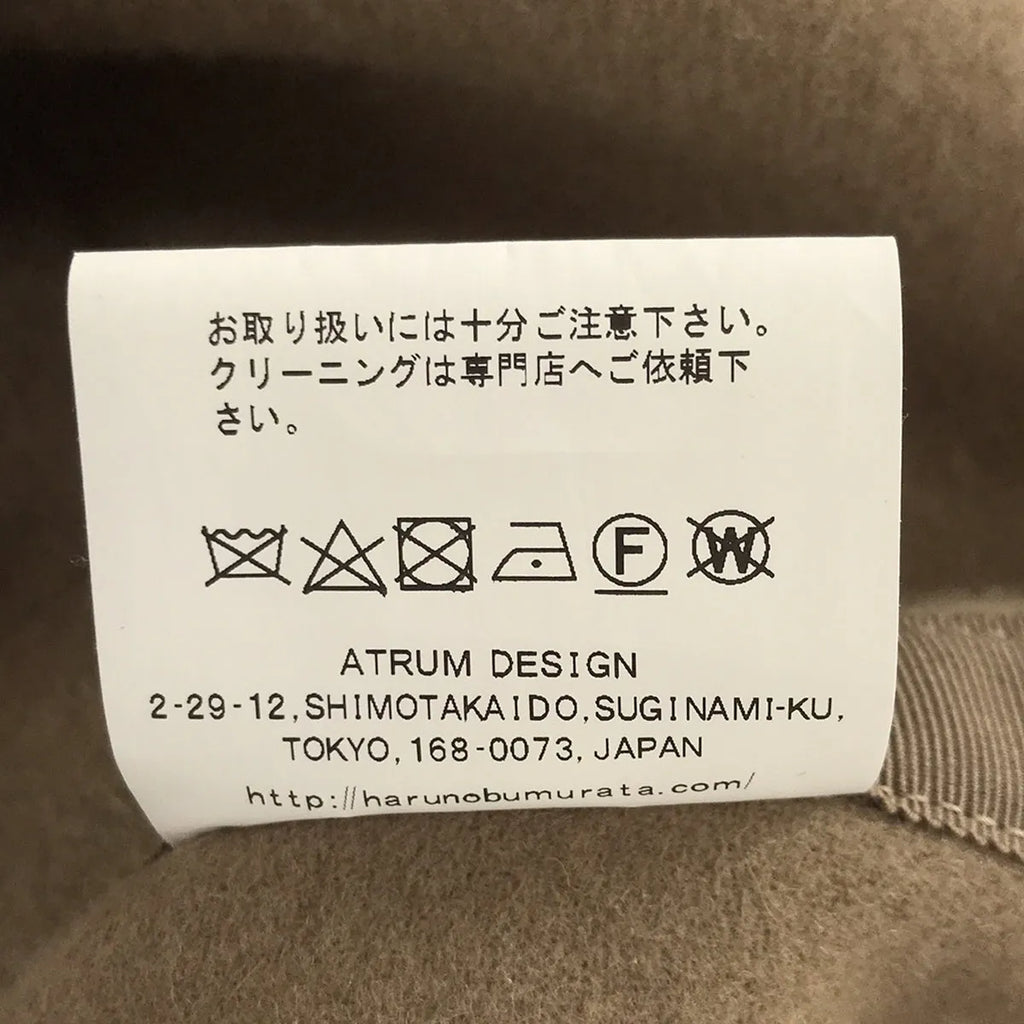 お取り扱いには十分ご注意下さい。
クリーニングは専門店へご依頼下
さい。
F W
ATRUM DESIGN
2-29-12,SHIMOTAKAIDO,SUGINAMI-KU,
TOKYO,168-0073,JAPAN
http://harunobumurata.com/